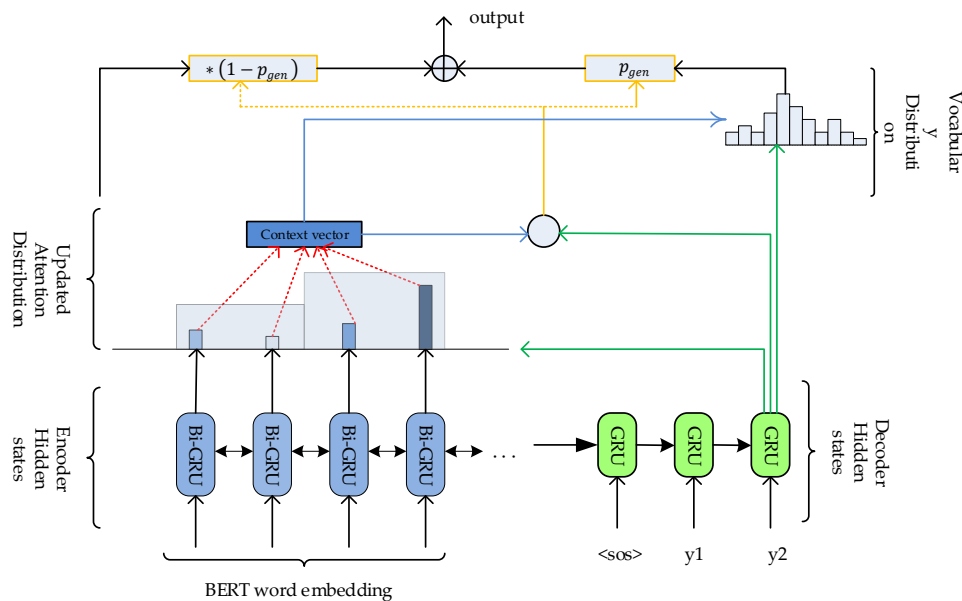 output
* (1 − p_gen)
p_gen
Vocabular
y
Distributi
on
Updated
Attention
Distribution
Context vector
Encoder
Hidden
states
Bi-GRU
Bi-GRU
Bi-GRU
Bi-GRU
...
GRU
GRU
GRU
Decoder
Hidden
states
<sos>
y1
y2
BERT word embedding